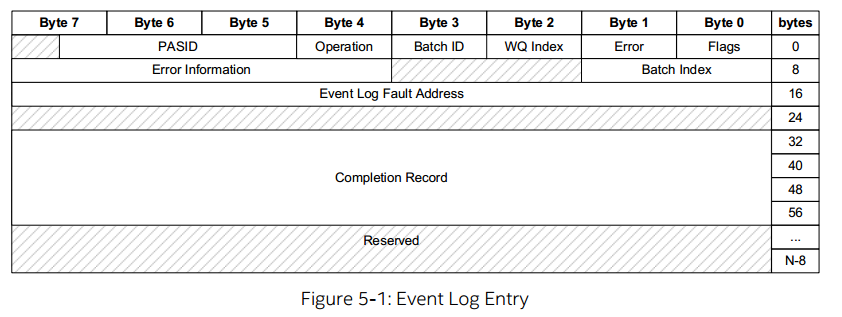 Byte 7 Byte 6 Byte 5 Byte 4 Byte 3 Byte 2 Byte 1 Byte 0 bytes
PASID Operation Batch ID WQ Index Error Flags 0
Error Information Batch Index 8
Event Log Fault Address 16
24
32
40
Completion Record
48
56
Reserved ...
N-8
Figure 5-1: Event Log Entry